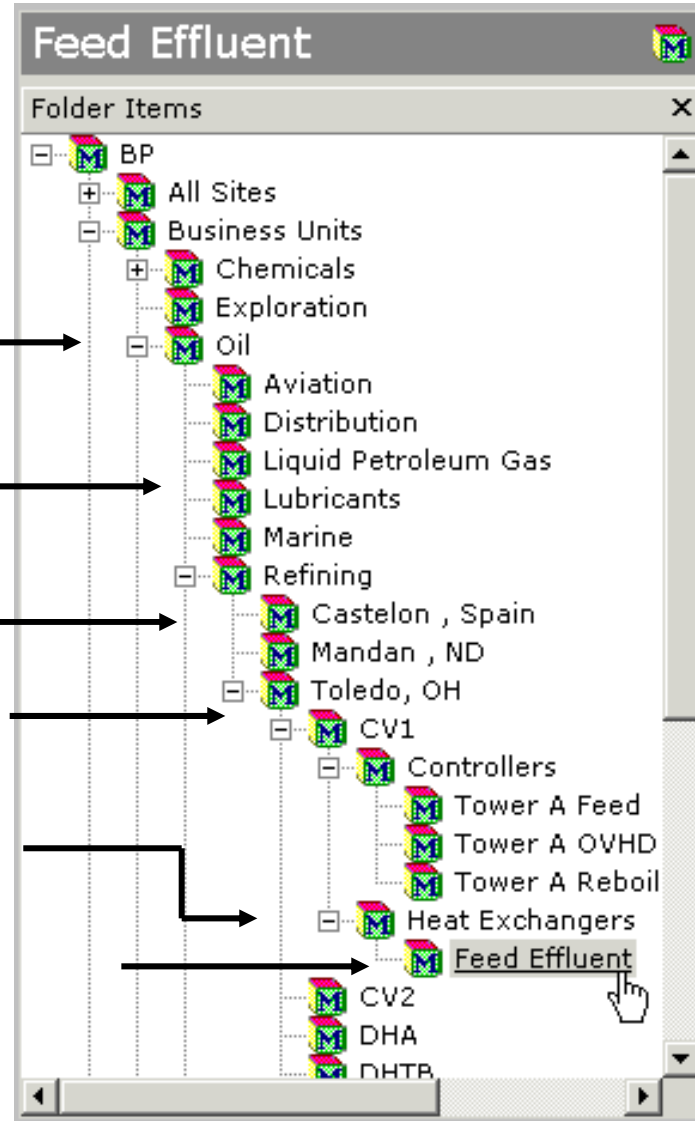 Feed Effluent
Folder Items
BP
All Sites
Business Units
Chemicals
Exploration
Oil
Aviation
Distribution
Liquid Petroleum Gas
Lubricants
Marine
Refining
Castelon , Spain
Mandan , ND
Toledo, OH
CV1
Controllers
Tower A Feed
Tower A OVHD
Tower A Reboil
Heat Exchangers
Feed Effluent
CV2
DHA
DHTB